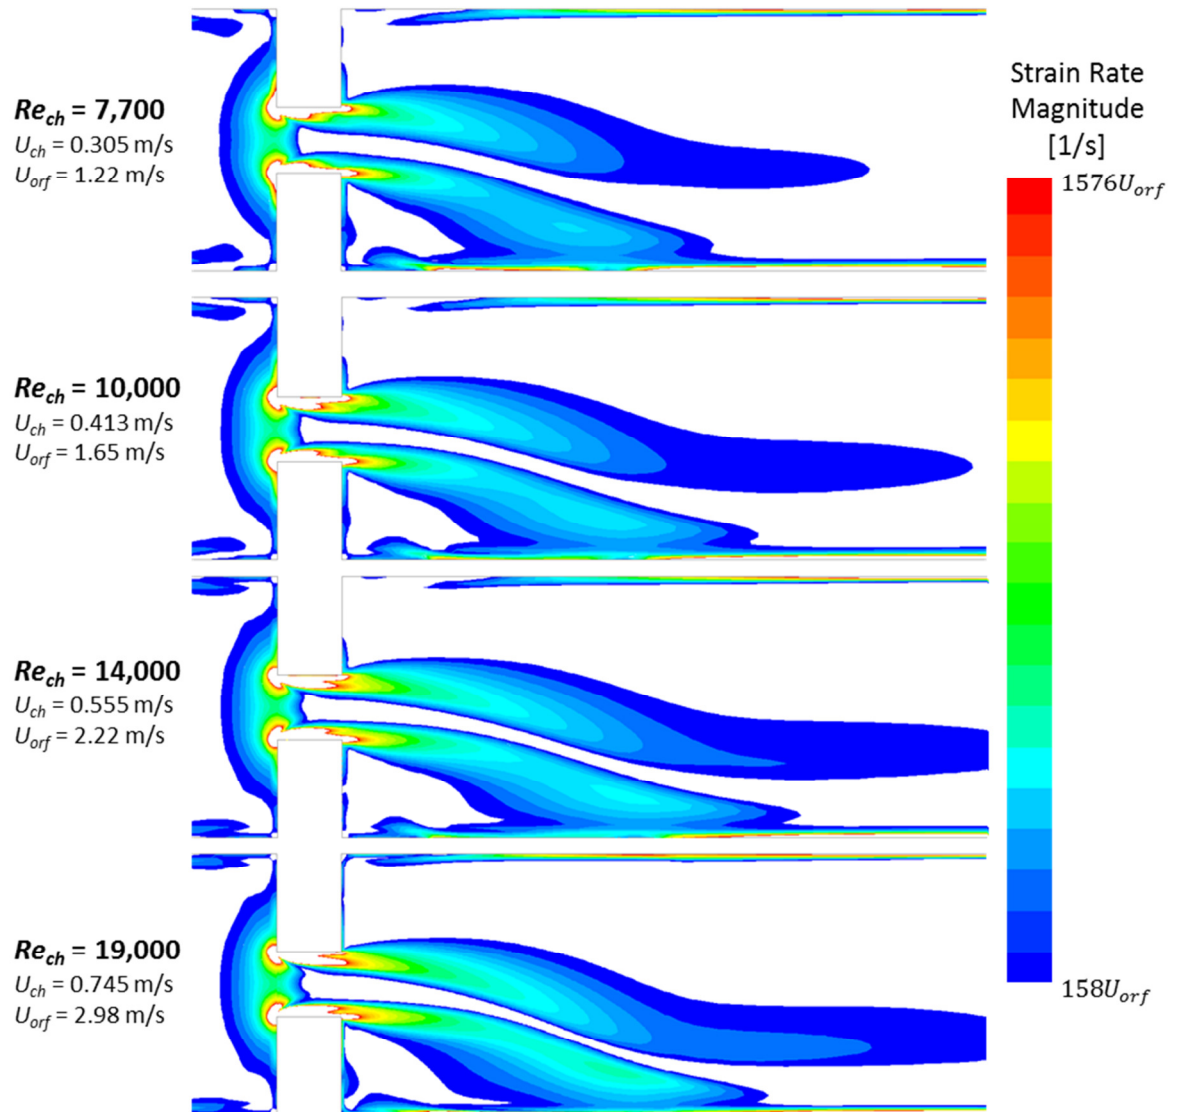 Re_ch = 7,700
U_ch = 0.305 m/s
U_orf = 1.22 m/s
Re_ch = 10,000
U_ch = 0.413 m/s
U_orf = 1.65 m/s
Re_ch = 14,000
U_ch = 0.555 m/s
U_orf = 2.22 m/s
Re_ch = 19,000
U_ch = 0.745 m/s
U_orf = 2.98 m/s
Strain Rate
Magnitude
[1/s]
1576U_orf
158U_orf